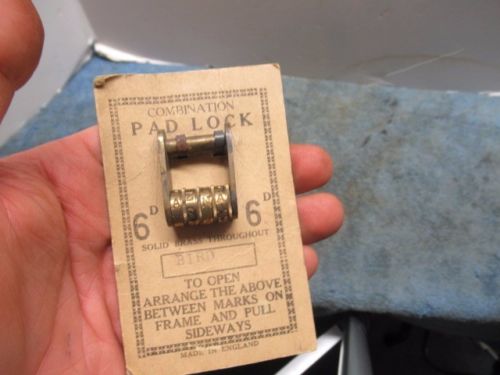 COMBINATION
PAD LOCK
6D 6D
SOLID BRASS THROUGHOUT
BIRD
TO OPEN
ARRANGE THE ABOVE
BETWEEN MARKS ON
FRAME AND PULL
SIDEWAYS
MADE IN ENGLAND